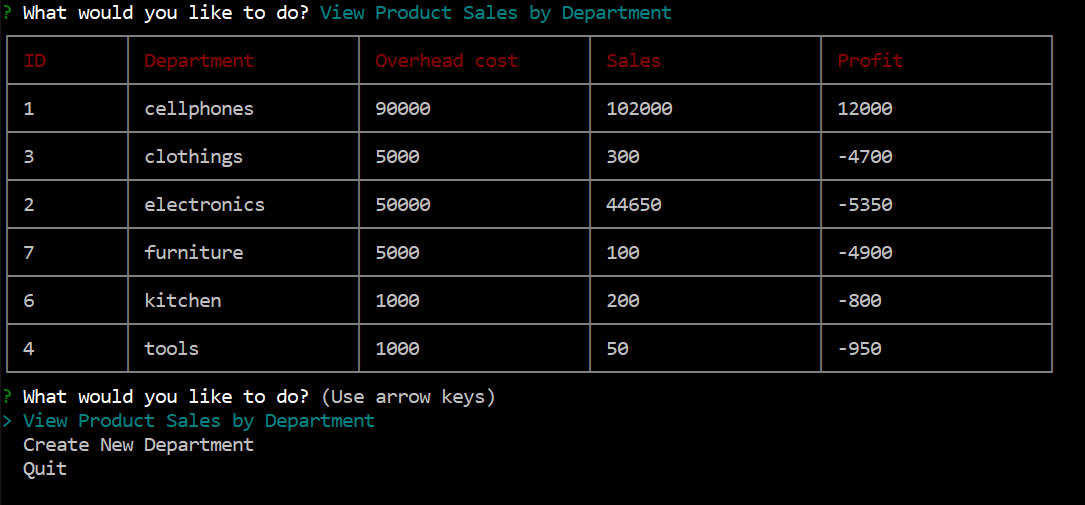 ? What would you like to do? View Product Sales by Department
ID Department Overhead cost Sales Profit
1 cellphones 90000 102000 12000
3 clothings 5000 300 -4700
2 electronics 50000 44650 -5350
7 furniture 5000 100 -4900
6 kitchen 1000 200 -800
4 tools 1000 50 -950
? What would you like to do? (Use arrow keys)
> View Product Sales by Department
Create New Department
Quit